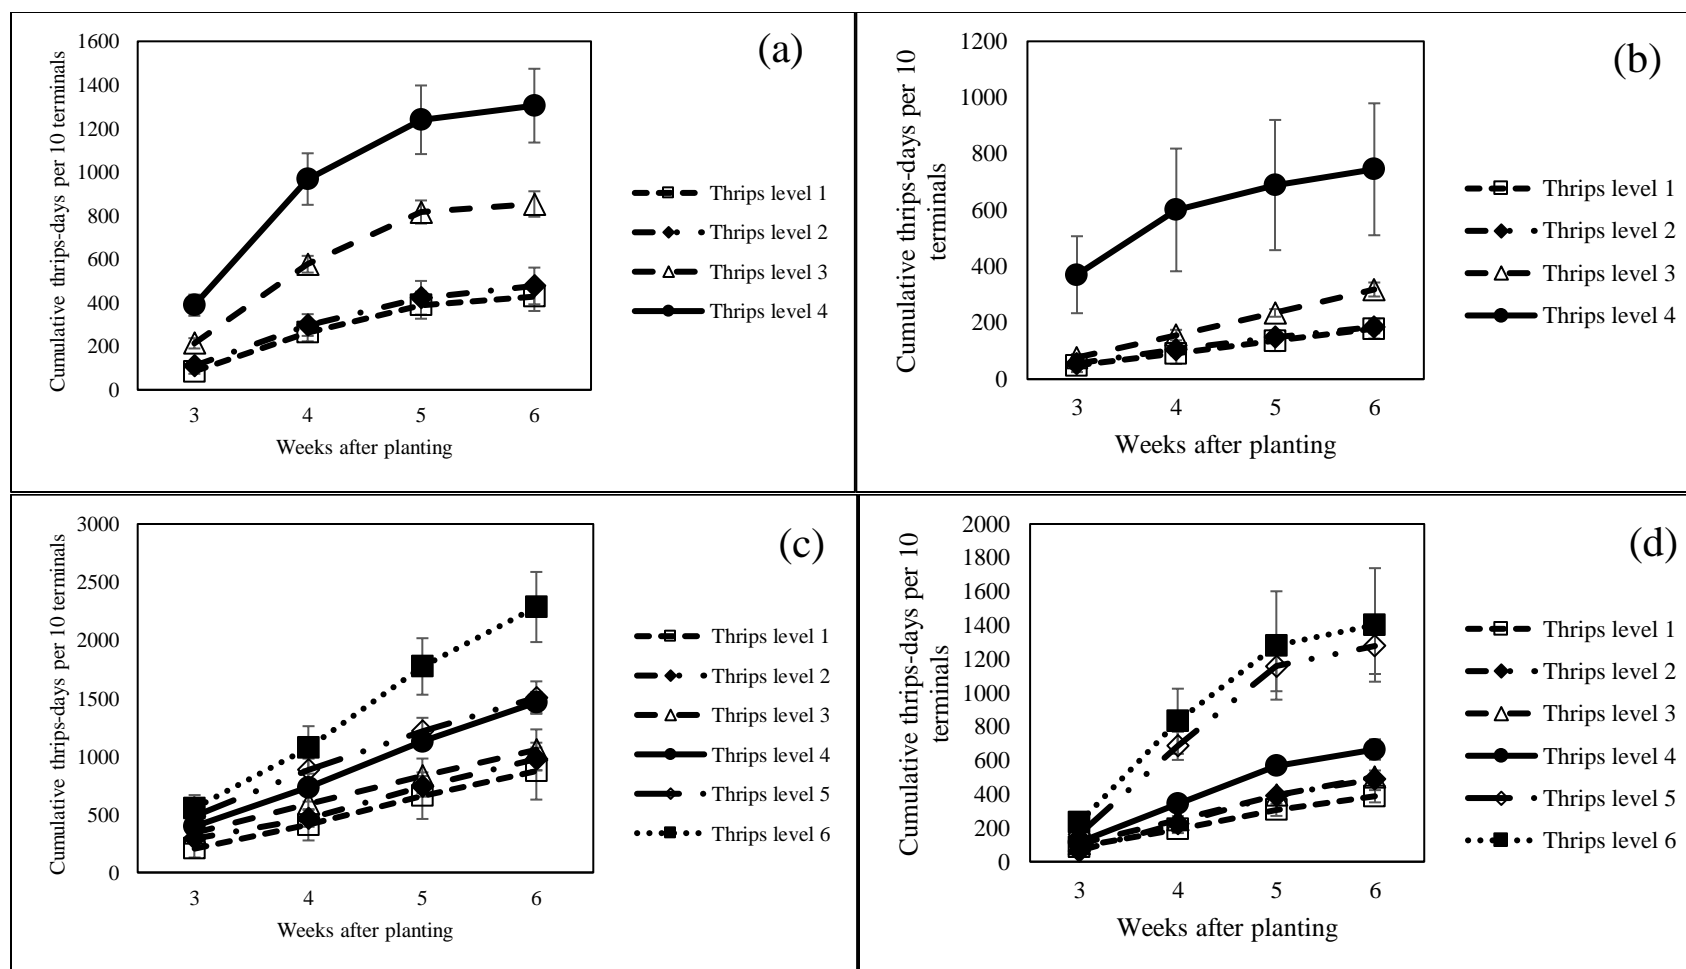 (a)
Cumulative thrips-days per 10 terminals
1600
1400
1200
1000
800
600
400
200
0
3 4 5 6
Weeks after planting
Thrips level 1
Thrips level 2
Thrips level 3
Thrips level 4
(b)
Cumulative thrips-days per 10
terminals
1200
1000
800
600
400
200
0
3 4 5 6
Weeks after planting
Thrips level 1
Thrips level 2
Thrips level 3
Thrips level 4
(c)
Cumulative thrips-days per 10 terminals
3000
2500
2000
1500
1000
500
0
3 4 5 6
Weeks after planting
Thrips level 1
Thrips level 2
Thrips level 3
Thrips level 4
Thrips level 5
Thrips level 6
(d)
Cumulative thrips-days per 10
terminals
2000
1800
1600
1400
1200
1000
800
600
400
200
0
3 4 5 6
Weeks after planting
Thrips level 1
Thrips level 2
Thrips level 3
Thrips level 4
Thrips level 5
Thrips level 6